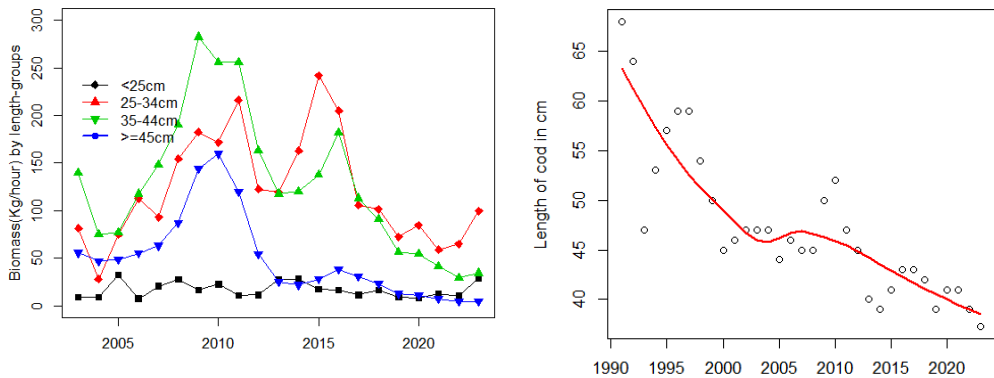 Biomass(Kg/hour) by length-groups
300
250
200
150
100
50
0
<25cm
25-34cm
35-44cm
>=45cm
2005 2010 2015 2020
Length of cod in cm
65
60
55
50
45
40
1990 1995 2000 2005 2010 2015 2020